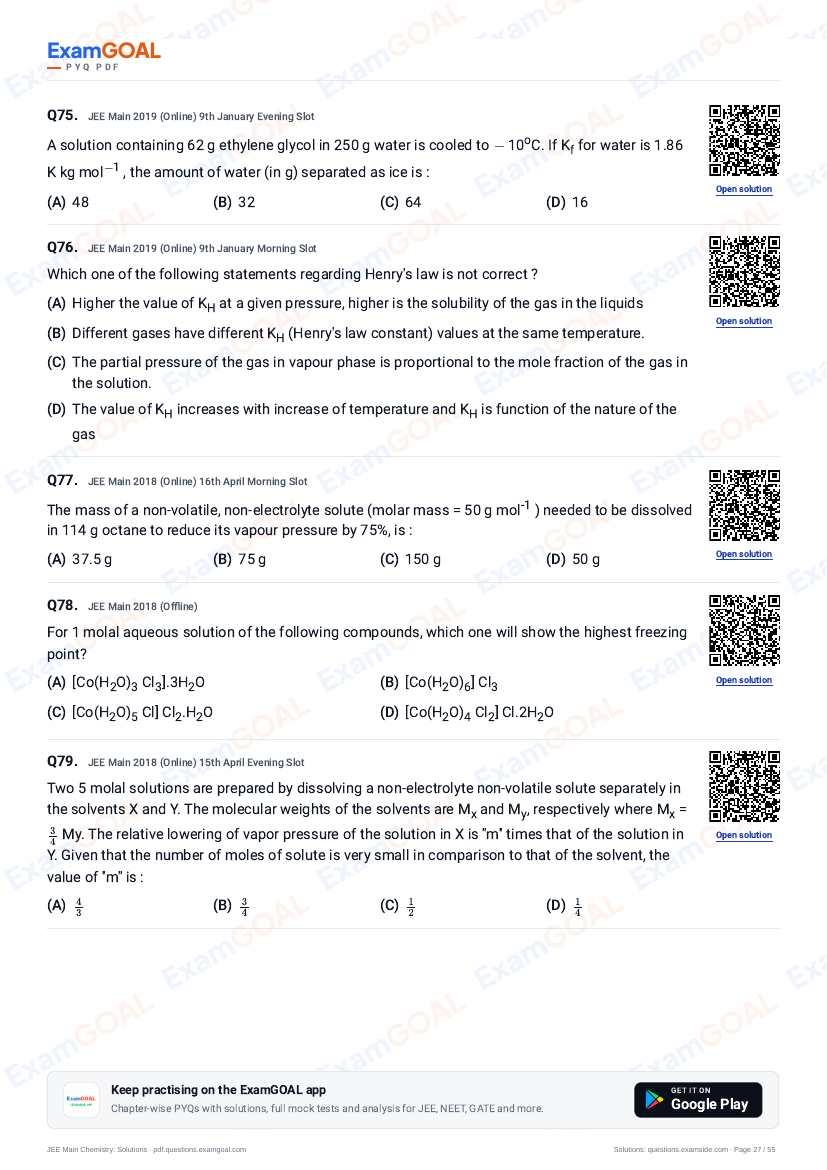 ExamGOAL
PYQ PDF
Q75. JEE Main 2019 (Online) 9th January Evening Slot
A solution containing 62 g ethylene glycol in 250 g water is cooled to − 10⁰C. If K_f for water is 1.86
K kg mol⁻¹ , the amount of water (in g) separated as ice is :
(A) 48 (B) 32 (C) 64 (D) 16
Open solution
Q76. JEE Main 2019 (Online) 9th January Morning Slot
Which one of the following statements regarding Henry's law is not correct ?
(A) Higher the value of K_H at a given pressure, higher is the solubility of the gas in the liquids
(B) Different gases have different K_H (Henry's law constant) values at the same temperature.
(C) The partial pressure of the gas in vapour phase is proportional to the mole fraction of the gas in
the solution.
(D) The value of K_H increases with increase of temperature and K_H is function of the nature of the
gas
Open solution
Q77. JEE Main 2018 (Online) 16th April Morning Slot
The mass of a non-volatile, non-electrolyte solute (molar mass = 50 g mol⁻¹ ) needed to be dissolved
in 114 g octane to reduce its vapour pressure by 75%, is :
(A) 37.5 g (B) 75 g (C) 150 g (D) 50 g
Open solution
Q78. JEE Main 2018 (Offline)
For 1 molal aqueous solution of the following compounds, which one will show the highest freezing
point?
(A) [Co(H₂O)₃ Cl₃].3H₂O (B) [Co(H₂O)₆] Cl₃
(C) [Co(H₂O)₅ Cl] Cl₂.H₂O (D) [Co(H₂O)₄ Cl₂] Cl.2H₂O
Open solution
Q79. JEE Main 2018 (Online) 15th April Evening Slot
Two 5 molal solutions are prepared by dissolving a non-electrolyte non-volatile solute separately in
the solvents X and Y. The molecular weights of the solvents are Mₓ and M_y, respectively where Mₓ =
3/4 My. The relative lowering of vapor pressure of the solution in X is "m" times that of the solution in
Y. Given that the number of moles of solute is very small in comparison to that of the solvent, the
value of "m" is :
(A) 4/3 (B) 3/4 (C) 1/2 (D) 1/4
Open solution
ExamGOAL
Keep practising on the ExamGOAL app
Chapter-wise PYQs with solutions, full mock tests and analysis for JEE, NEET, GATE and more.
GET IT ON
Google Play
JEE Main Chemistry: Solutions · pdf.questions.examgoal.com
Solutions: questions.examside.com · Page 27 / 55